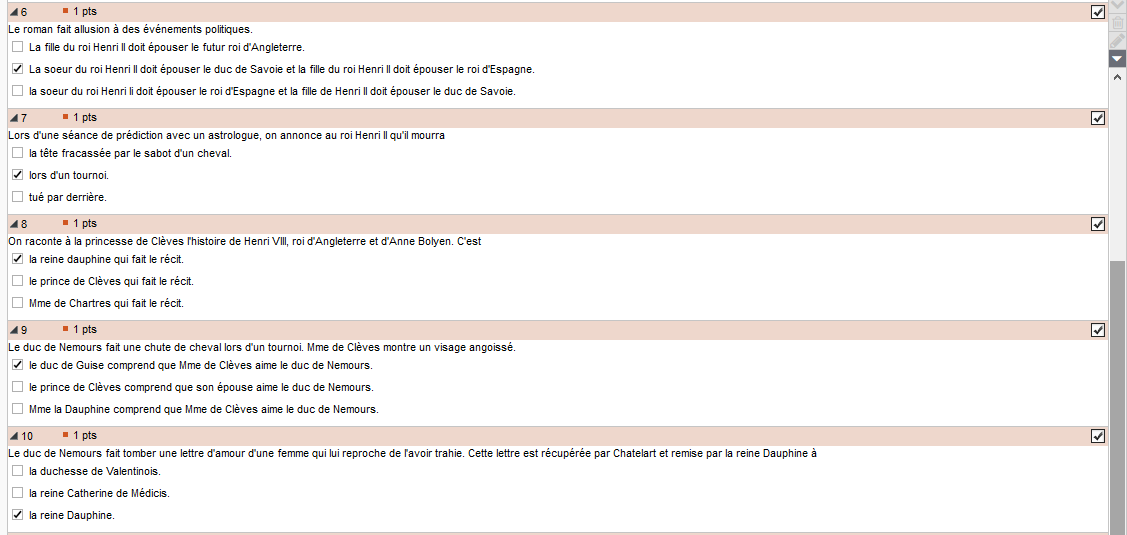 6 1 pts
Le roman fait allusion à des événements politiques.
La fille du roi Henri II doit épouser le futur roi d'Angleterre.
La soeur du roi Henri II doit épouser le duc de Savoie et la fille du roi Henri II doit épouser le roi d'Espagne.
la soeur du roi Henri Ii doit épouser le roi d'Espagne et la fille de Henri II doit épouser le duc de Savoie.
7 1 pts
Lors d'une séance de prédiction avec un astrologue, on annonce au roi Henri II qu'il mourra
la tête fracassée par le sabot d'un cheval.
lors d'un tournoi.
tué par derrière.
8 1 pts
On raconte à la princesse de Clèves l'histoire de Henri VIII, roi d'Angleterre et d'Anne Bolyen. C'est
la reine dauphine qui fait le récit.
le prince de Clèves qui fait le récit.
Mme de Chartres qui fait le récit.
9 1 pts
Le duc de Nemours fait une chute de cheval lors d'un tournoi. Mme de Clèves montre un visage angoissé.
le duc de Guise comprend que Mme de Clèves aime le duc de Nemours.
le prince de Clèves comprend que son épouse aime le duc de Nemours.
Mme la Dauphine comprend que Mme de Clèves aime le duc de Nemours.
10 1 pts
Le duc de Nemours fait tomber une lettre d'amour d'une femme qui lui reproche de l'avoir trahie. Cette lettre est récupérée par Chatelart et remise par la reine Dauphine à
la duchesse de Valentinois.
la reine Catherine de Médicis.
la reine Dauphine.